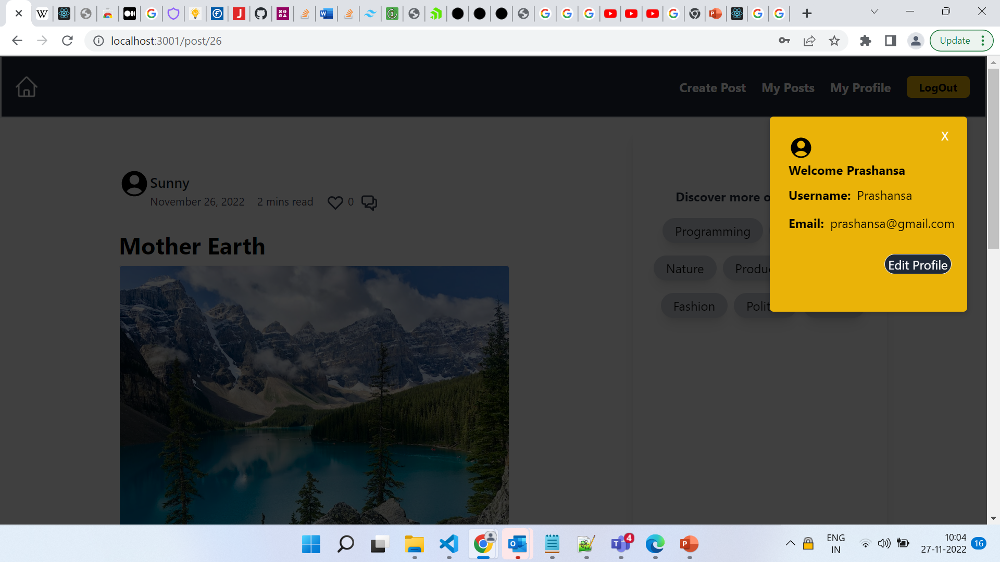 localhost:3001/post/26
Update
Create Post
My Posts
My Profile
LogOut
X
Welcome Prashansa
Username: Prashansa
Email: prashansa@gmail.com
Edit Profile
Sunny
November 26, 2022 2 mins read 0
Mother Earth
Discover more o
Programming
Nature
Produ
Fashion
Polit
4
ENG
IN
10:04
27-11-2022
16